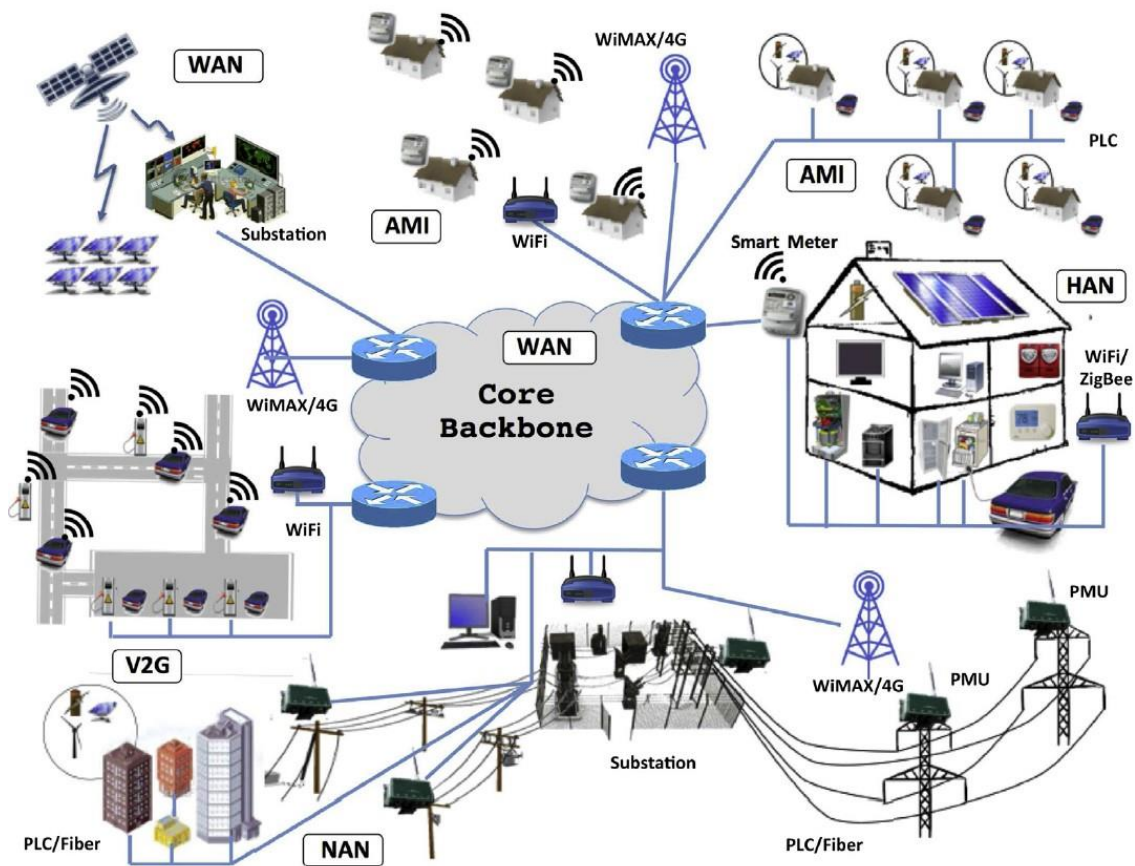 WAN
WiMAX/4G
PLC
AMI
AMI
Substation
WiFi
Smart Meter
HAN
WiFi/
ZigBee
WAN
Core
Backbone
WiMAX/4G
WiFi
V2G
PMU
PMU
WiMAX/4G
Substation
PLC/Fiber
NAN
PLC/Fiber